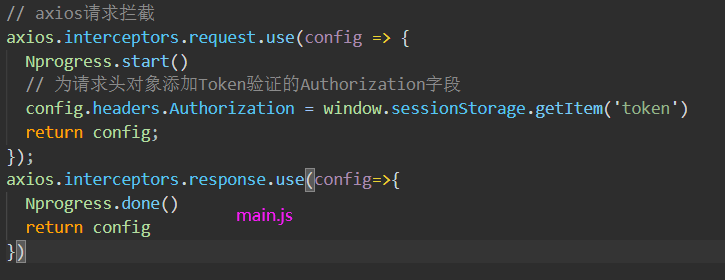 // axios请求拦截
axios.interceptors.request.use(config => {
  Nprogress.start()
  // 为请求头对象添加Token验证的Authorization字段
  config.headers.Authorization = window.sessionStorage.getItem('token')
  return config;
});
axios.interceptors.response.use(config=>{
  Nprogress.done()
main.js
  return config
})